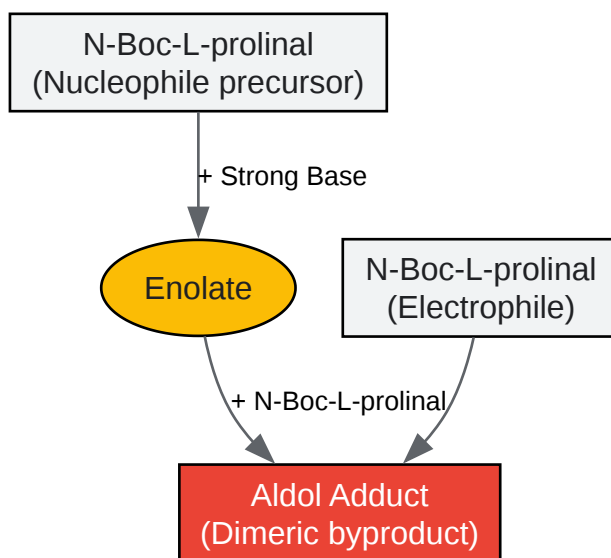 N-Boc-L-prolinal
(Nucleophile precursor)
+ Strong Base
Enolate
N-Boc-L-prolinal
(Electrophile)
+ N-Boc-L-prolinal
Aldol Adduct
(Dimeric byproduct)